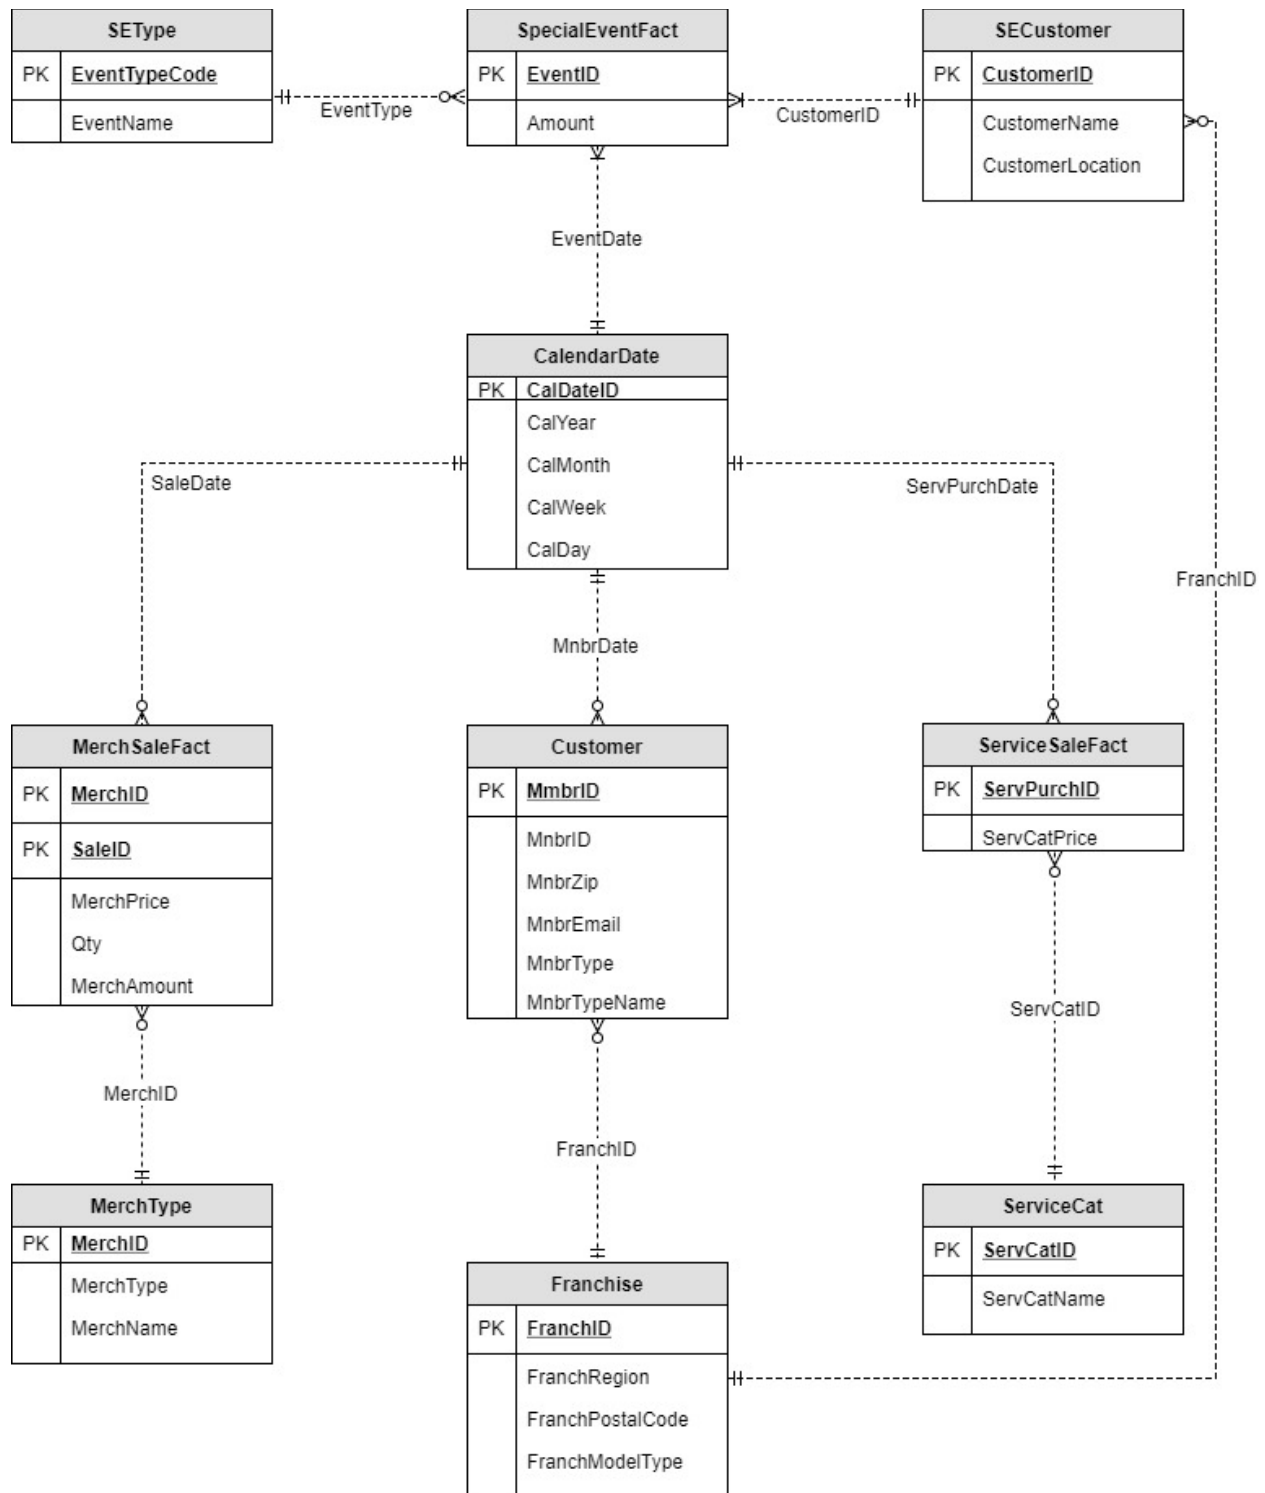 SEType
PK EventTypeCode
EventName
EventType
SpecialEventFact
PK EventID
Amount
CustomerID
SECustomer
PK CustomerID
CustomerName
CustomerLocation
EventDate
CalendarDate
PK CalDateID
CalYear
CalMonth
CalWeek
CalDay
SaleDate
ServPurchDate
FranchID
MnbrDate
MerchSaleFact
PK MerchID
PK SaleID
MerchPrice
Qty
MerchAmount
Customer
PK MmbrID
MnbrID
MnbrZip
MnbrEmail
MnbrType
MnbrTypeName
ServiceSaleFact
PK ServPurchID
ServCatPrice
MerchID
FranchID
ServCatID
MerchType
PK MerchID
MerchType
MerchName
Franchise
PK FranchID
FranchRegion
FranchPostalCode
FranchModelType
ServiceCat
PK ServCatID
ServCatName